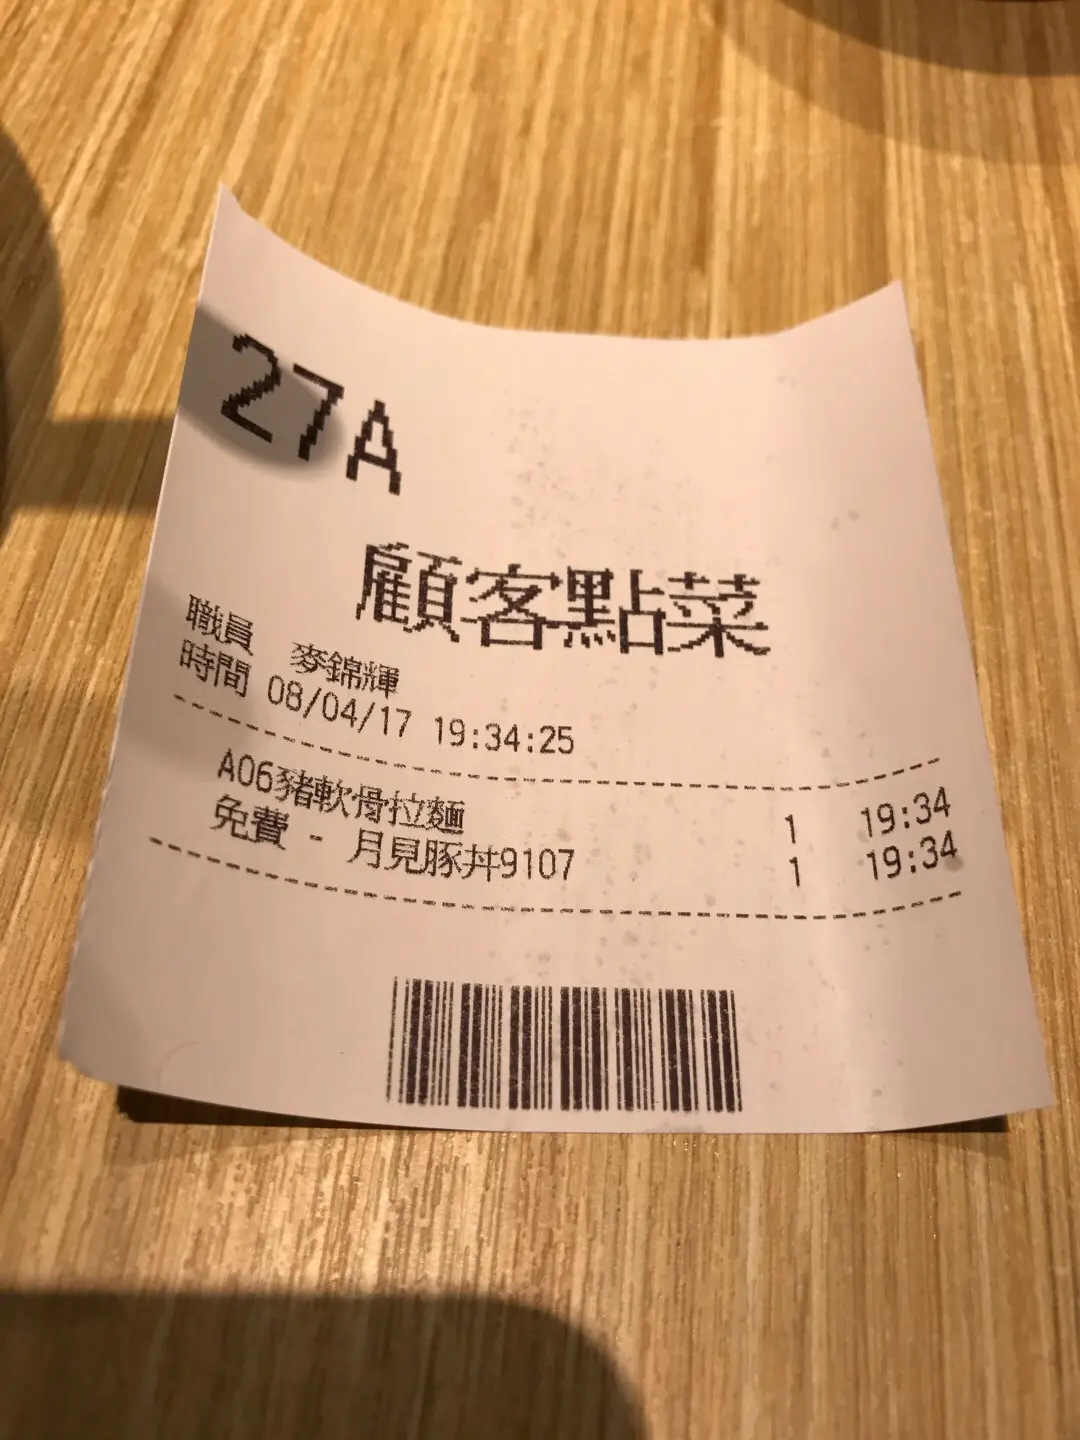 27A
顧客點菜
職員 麥錦輝
時間 08/04/17 19:34:25
A06豬軟骨拉麵 1 19:34
免費 - 月見豚丼9107 1 19:34